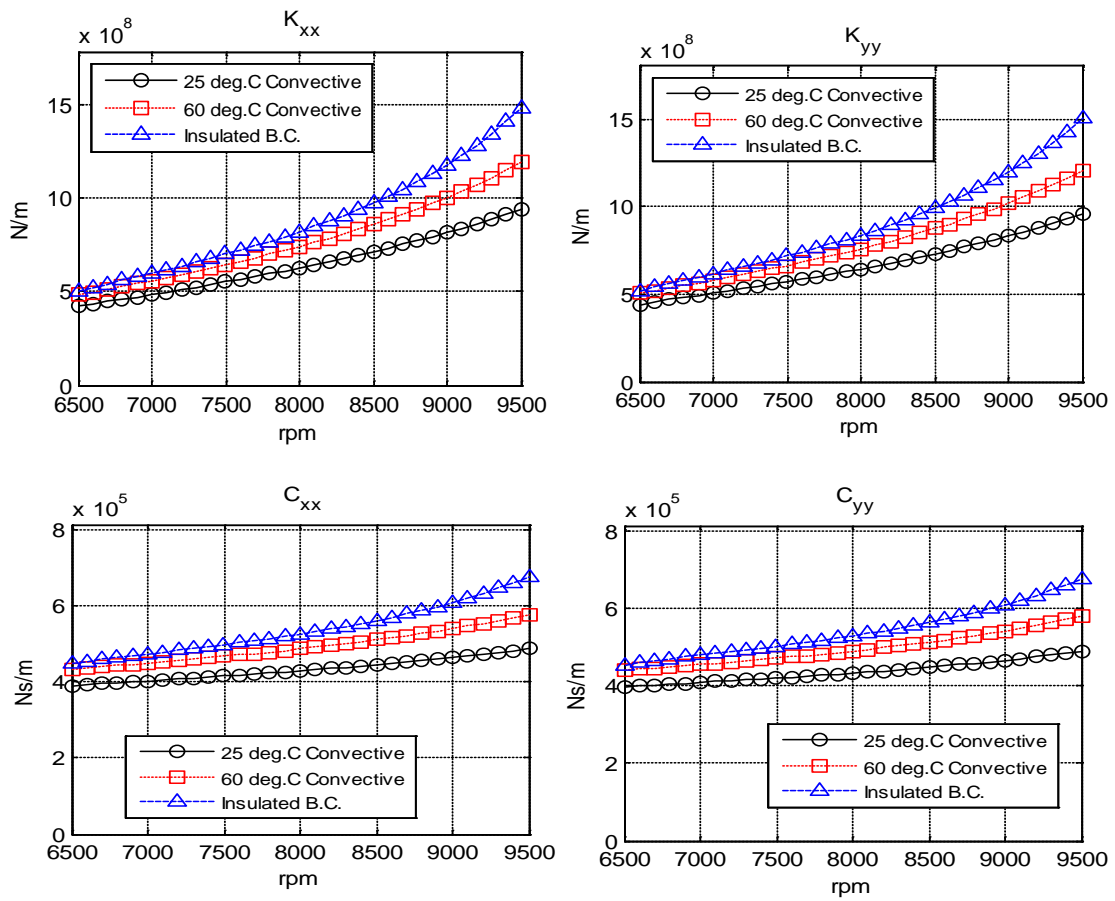 K_xx
x 10^8
25 deg.C Convective
60 deg.C Convective
Insulated B.C.
15
10
5
0
N/m
6500 7000 7500 8000 8500 9000 9500
rpm
K_yy
x 10^8
25 deg.C Convective
60 deg.C Convective
Insulated B.C.
15
10
5
0
N/m
6500 7000 7500 8000 8500 9000 9500
rpm
C_xx
x 10^5
8
6
4
2
0
Ns/m
25 deg.C Convective
60 deg.C Convective
Insulated B.C.
6500 7000 7500 8000 8500 9000 9500
rpm
C_yy
x 10^5
8
6
4
2
0
Ns/m
25 deg.C Convective
60 deg.C Convective
Insulated B.C.
6500 7000 7500 8000 8500 9000 9500
rpm